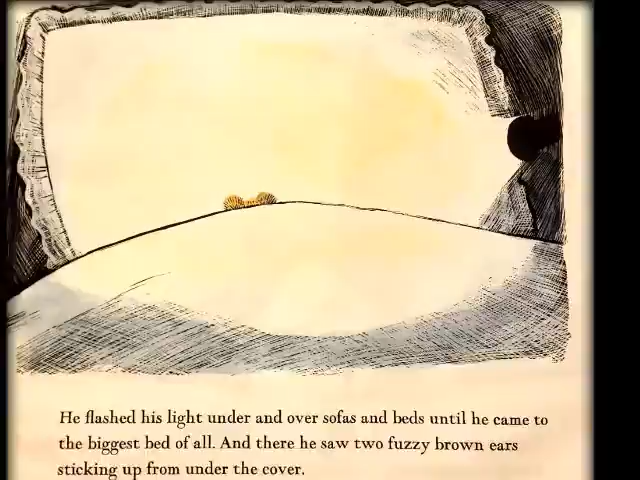 He flashed his light under and over sofas and beds until he came to
the biggest bed of all. And there he saw two fuzzy brown ears
sticking up from under the cover.